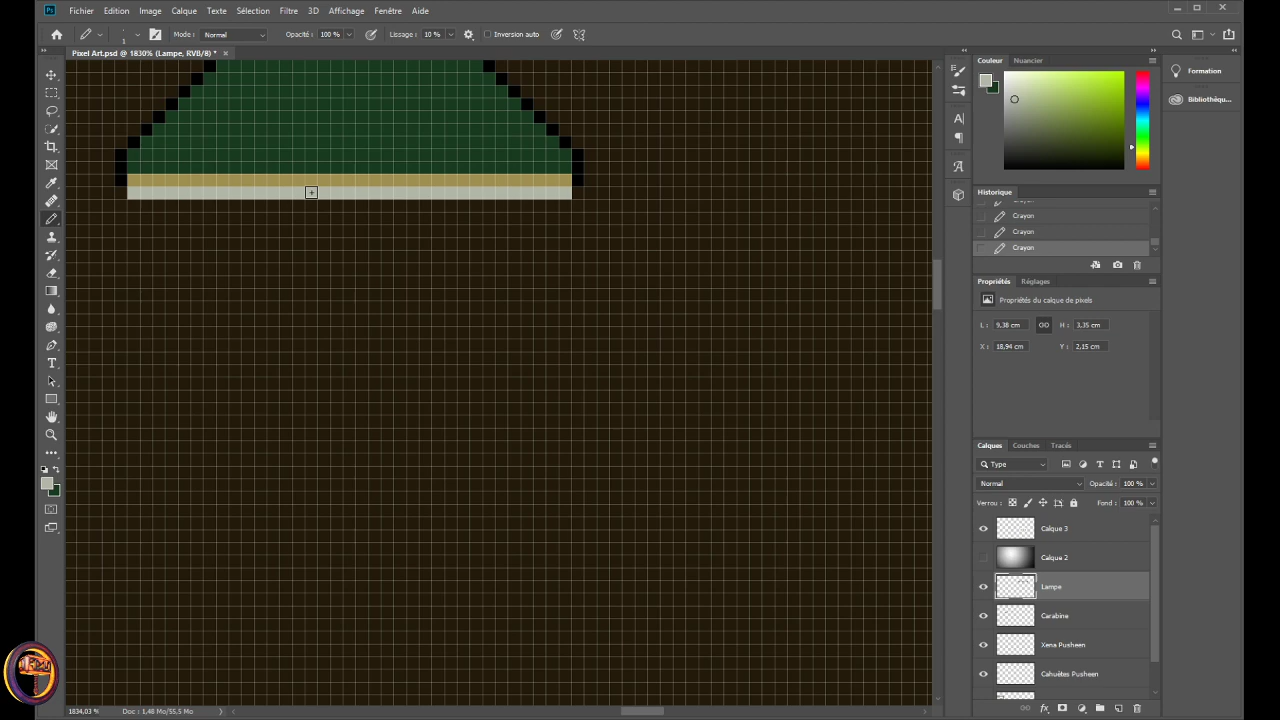 Ps Fichier Edition Image Calque Texte Sélection Filtre 3D Affichage Fenêtre Aide
1 Mode : Normal Opacité : 100 % Lissage : 10 % Inversion auto
Pixel Art.psd @ 1830% (Lampe, RVB/8) *
Couleur Nuancier
Formation
Bibliothèqu...
Historique
Crayon
Crayon
Crayon
Propriétés Réglages
Propriétés du calque de pixels
L : 9,38 cm H : 3,35 cm
X : 18,94 cm Y : 2,15 cm
Calques Couches Tracés
Type
Normal Opacité : 100 %
Verrou : Fond : 100 %
Calque 3
Calque 2
Lampe
Carabine
Xena Pusheen
Cahuètes Pusheen
1834,03 % Doc : 1,48 Mo/55,5 Mo